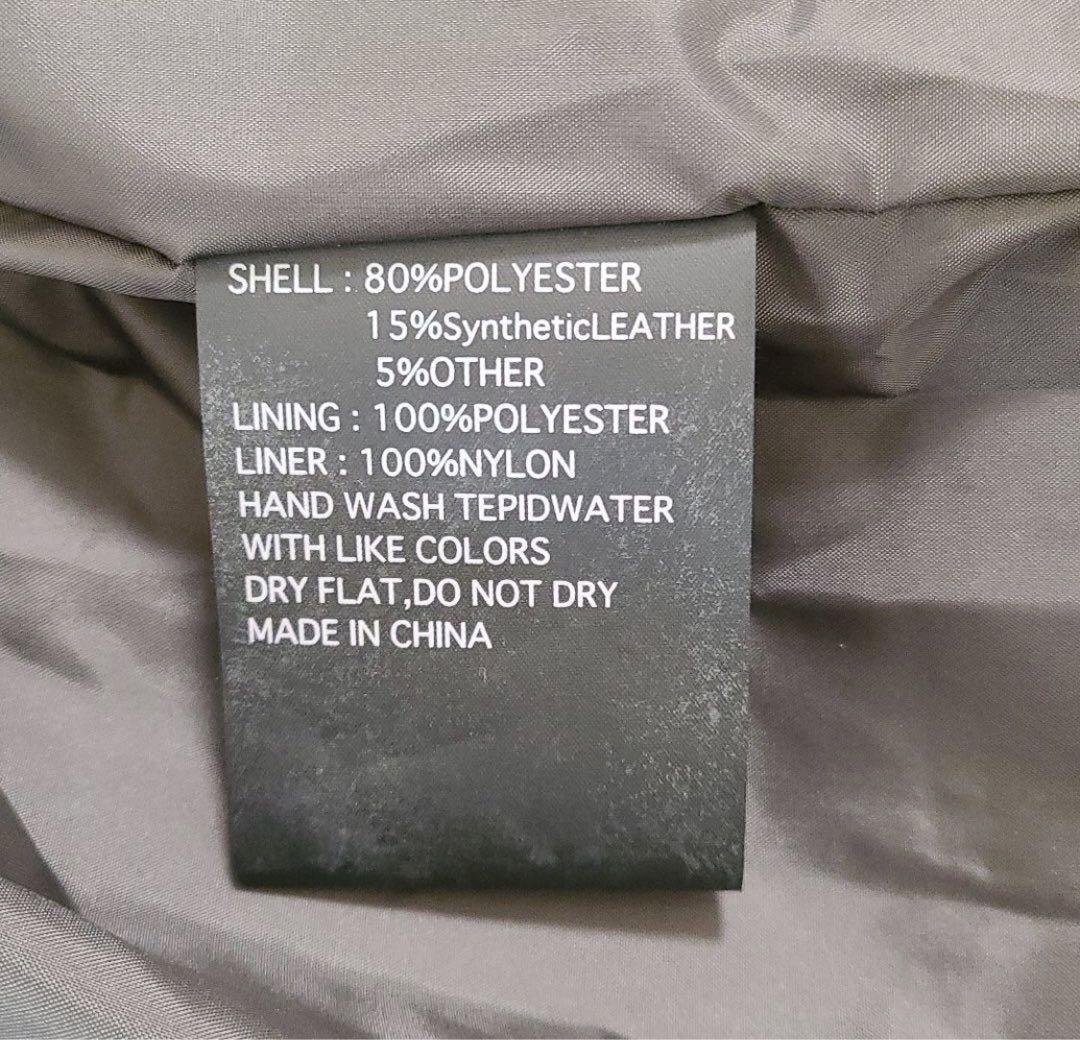 SHELL : 80%POLYESTER
15%SyntheticLEATHER
5%OTHER
LINING : 100%POLYESTER
LINER : 100%NYLON
HAND WASH TEPIDWATER
WITH LIKE COLORS
DRY FLAT,DO NOT DRY
MADE IN CHINA